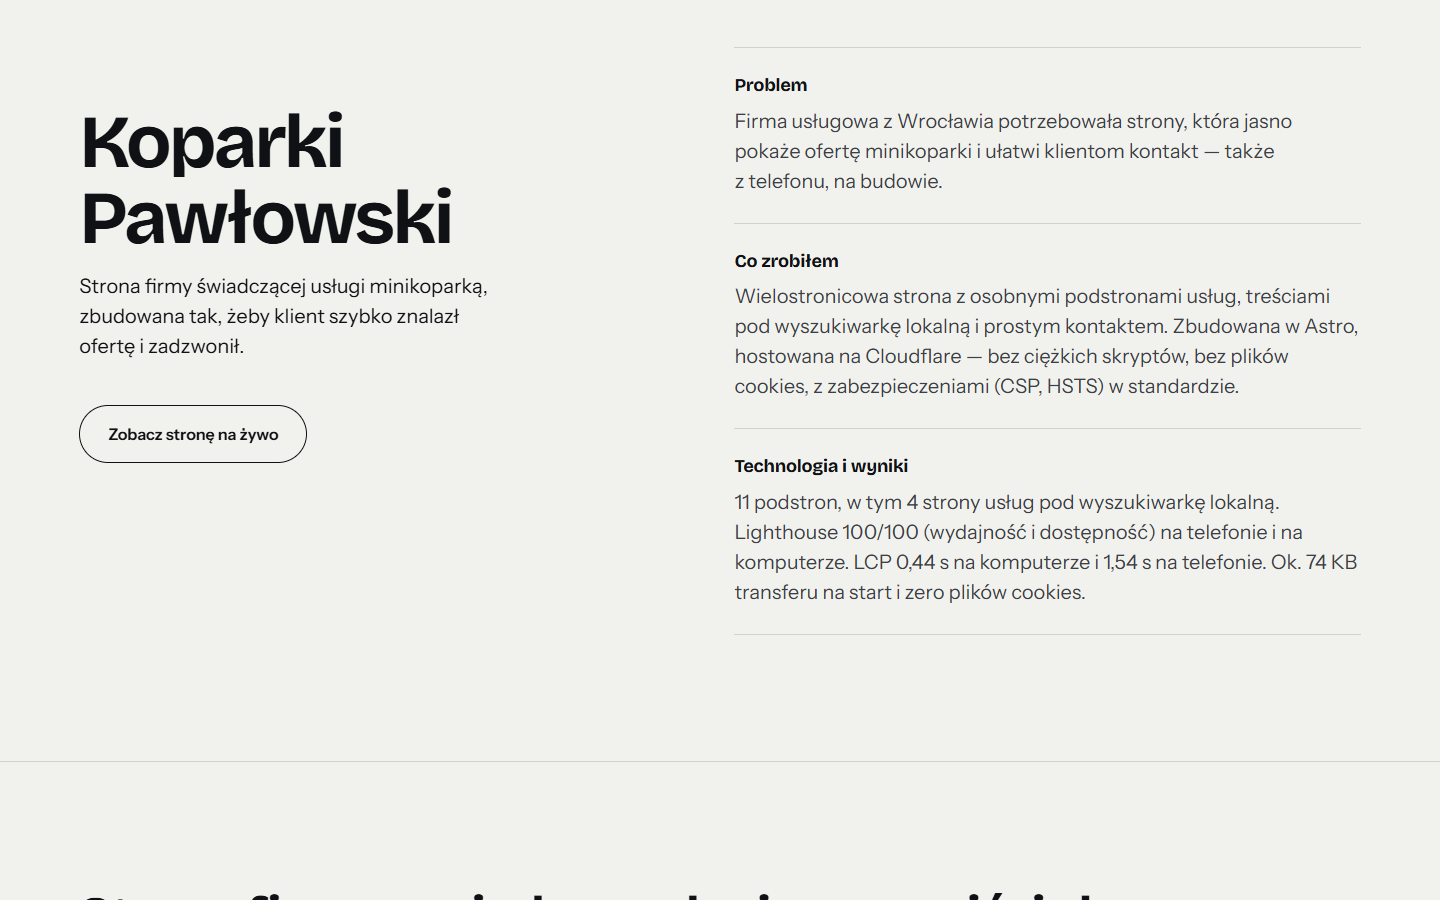 Koparki
Pawłowski
Strona firmy świadczącej usługi minikoparką,
zbudowana tak, żeby klient szybko znalazł
ofertę i zadzwonił.
Zobacz stronę na żywo
Problem
Firma usługowa z Wrocławia potrzebowała strony, która jasno
pokaże ofertę minikoparki i ułatwi klientom kontakt — także
z telefonu, na budowie.
Co zrobiłem
Wielostronicowa strona z osobnymi podstronami usług, treściami
pod wyszukiwarkę lokalną i prostym kontaktem. Zbudowana w Astro,
hostowana na Cloudflare — bez ciężkich skryptów, bez plików
cookies, z zabezpieczeniami (CSP, HSTS) w standardzie.
Technologia i wyniki
11 podstron, w tym 4 strony usług pod wyszukiwarkę lokalną.
Lighthouse 100/100 (wydajność i dostępność) na telefonie i na
komputerze. LCP 0,44 s na komputerze i 1,54 s na telefonie. Ok. 74 KB
transferu na start i zero plików cookies.